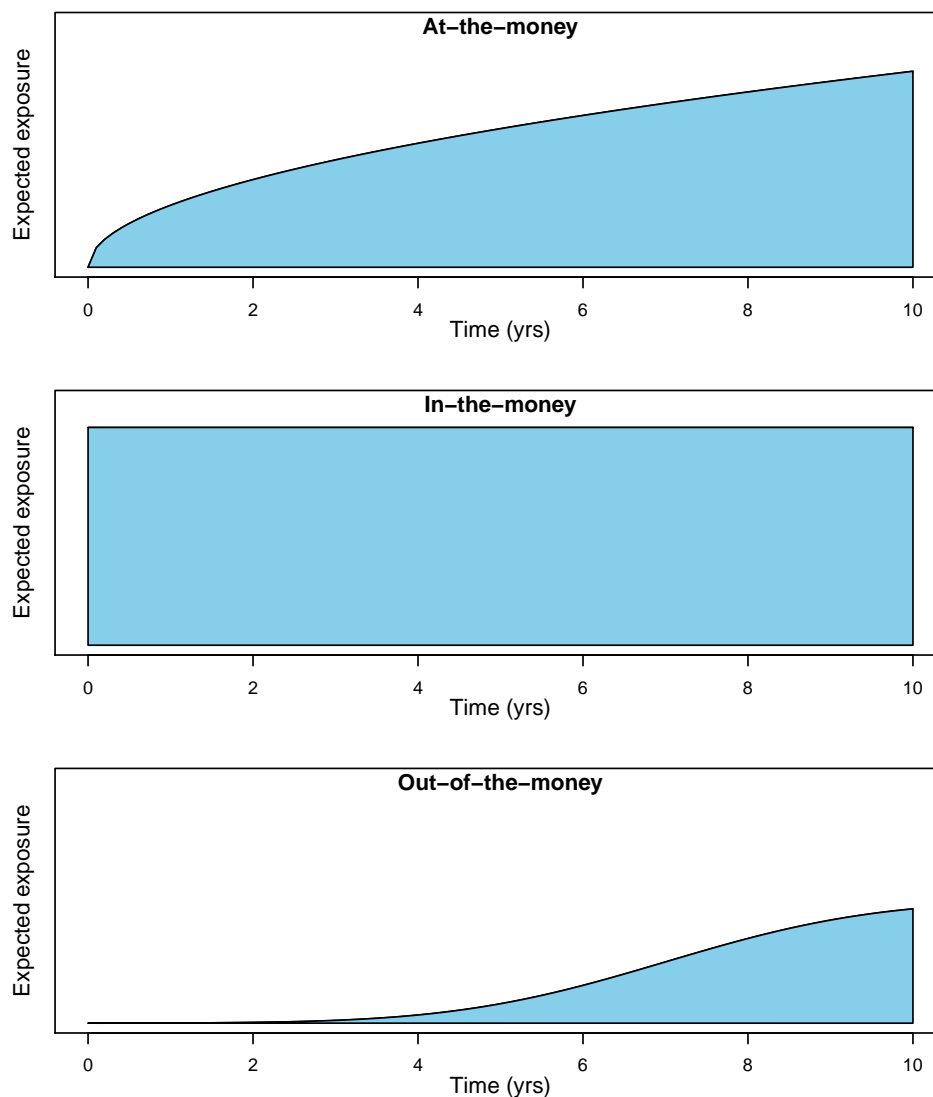 At−the−money
Expected exposure
0 2 4 6 8 10
Time (yrs)
In−the−money
Expected exposure
0 2 4 6 8 10
Time (yrs)
Out−of−the−money
Expected exposure
0 2 4 6 8 10
Time (yrs)